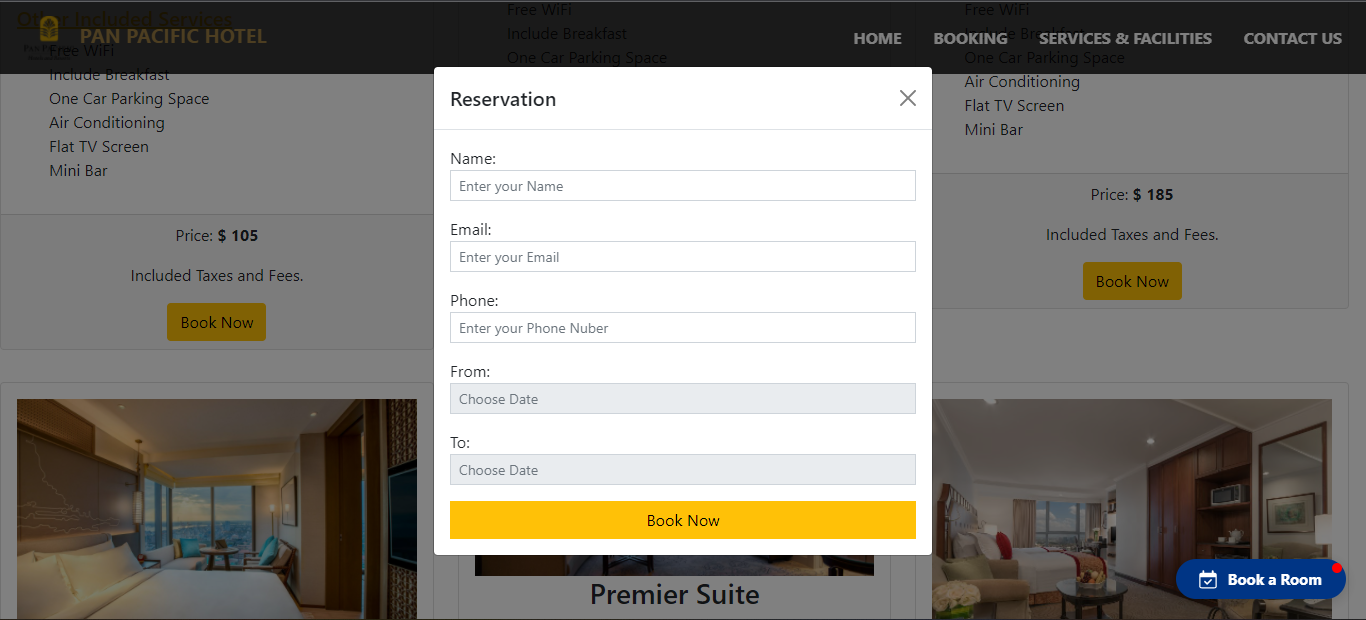 Other Included Services
PAN PACIFIC HOTEL
HOME
BOOKING
SERVICES & FACILITIES
CONTACT US
Free WiFi
Include Breakfast
One Car Parking Space
Air Conditioning
Flat TV Screen
Mini Bar
Price: $ 105
Included Taxes and Fees.
Book Now
Free WiFi
Include Breakfast
One Car Parking Space
Reservation
Name:
Enter your Name
Email:
Enter your Email
Phone:
Enter your Phone Nuber
From:
Choose Date
To:
Choose Date
Book Now
Premier Suite
Free WiFi
Include Breakfast
One Car Parking Space
Air Conditioning
Flat TV Screen
Mini Bar
Price: $ 185
Included Taxes and Fees.
Book Now
Book a Room